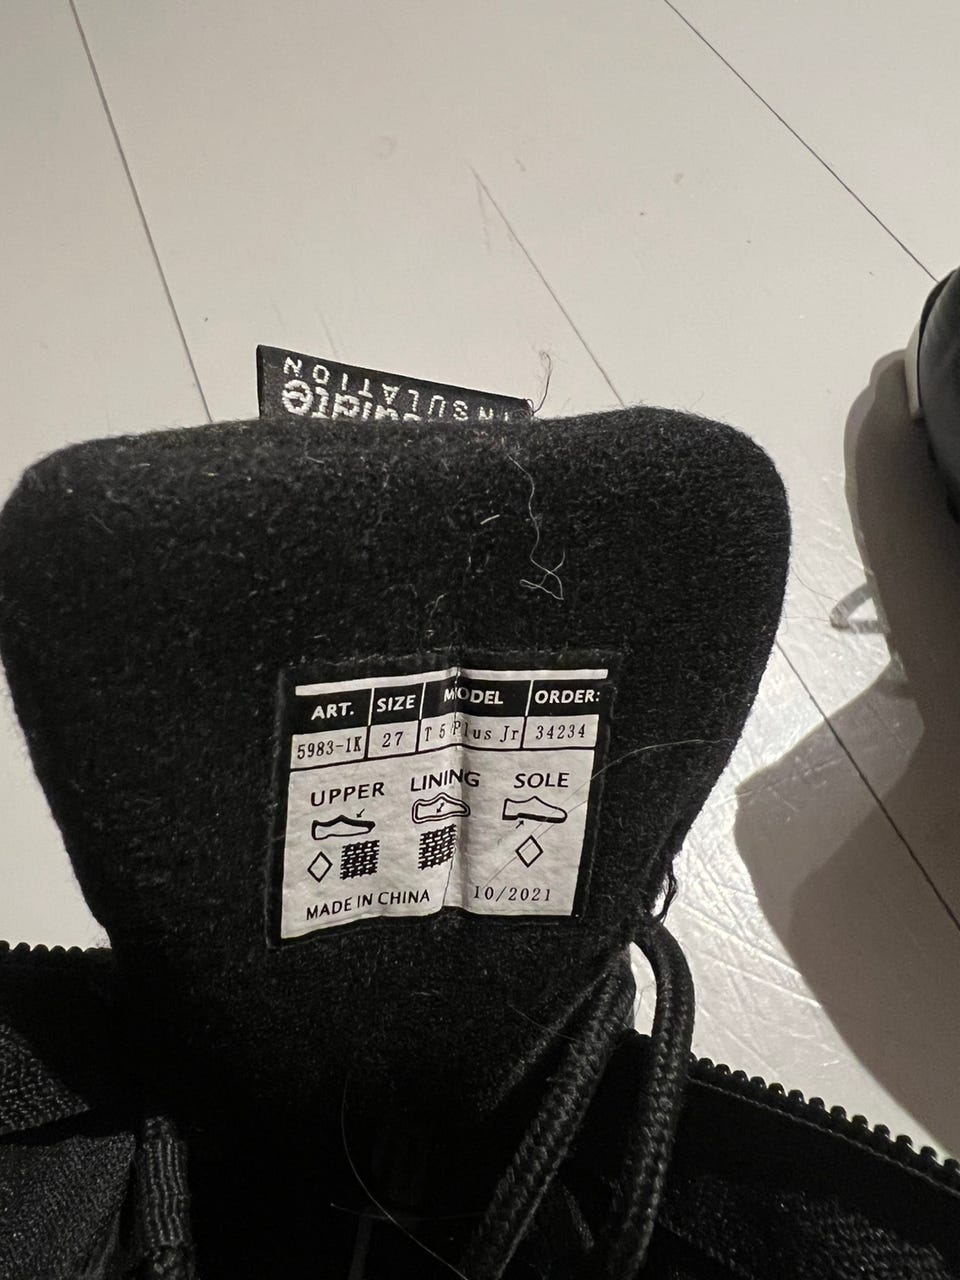 INSULATION
ART. SIZE MODEL ORDER:
5983-1K 27 T 5 Plus Jr 34234
UPPER LINING SOLE
MADE IN CHINA 10/2021